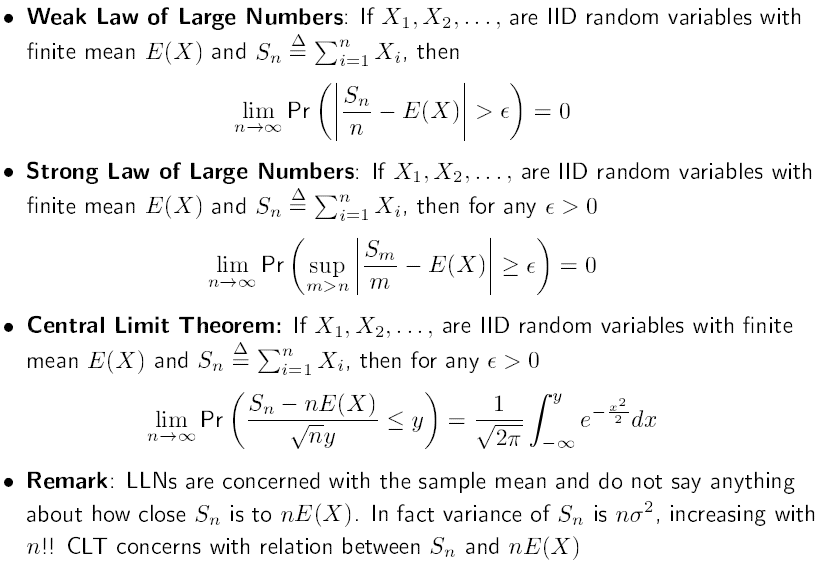 • Weak Law of Large Numbers: If $X_1, X_2, \ldots,$ are IID random variables with
finite mean $E(X)$ and $S_n \stackrel{\Delta}{=} \sum_{i=1}^{n} X_i$, then
$\lim_{n\to\infty} \Pr\left(\left|\frac{S_n}{n} - E(X)\right| > \epsilon\right) = 0$
• Strong Law of Large Numbers: If $X_1, X_2, \ldots,$ are IID random variables with
finite mean $E(X)$ and $S_n \stackrel{\Delta}{=} \sum_{i=1}^{n} X_i$, then for any $\epsilon > 0$
$\lim_{n\to\infty} \Pr\left(\sup_{m>n}\left|\frac{S_m}{m} - E(X)\right| \geq \epsilon\right) = 0$
• Central Limit Theorem: If $X_1, X_2, \ldots,$ are IID random variables with finite
mean $E(X)$ and $S_n \stackrel{\Delta}{=} \sum_{i=1}^{n} X_i$, then for any $\epsilon > 0$
$\lim_{n\to\infty} \Pr\left(\frac{S_n - nE(X)}{\sqrt{n}y} \leq y\right) = \frac{1}{\sqrt{2\pi}} \int_{-\infty}^{y} e^{-\frac{x^2}{2}} dx$
• Remark: LLNs are concerned with the sample mean and do not say anything
about how close $S_n$ is to $nE(X)$. In fact variance of $S_n$ is $n\sigma^2$, increasing with
$n$!! CLT concerns with relation between $S_n$ and $nE(X)$